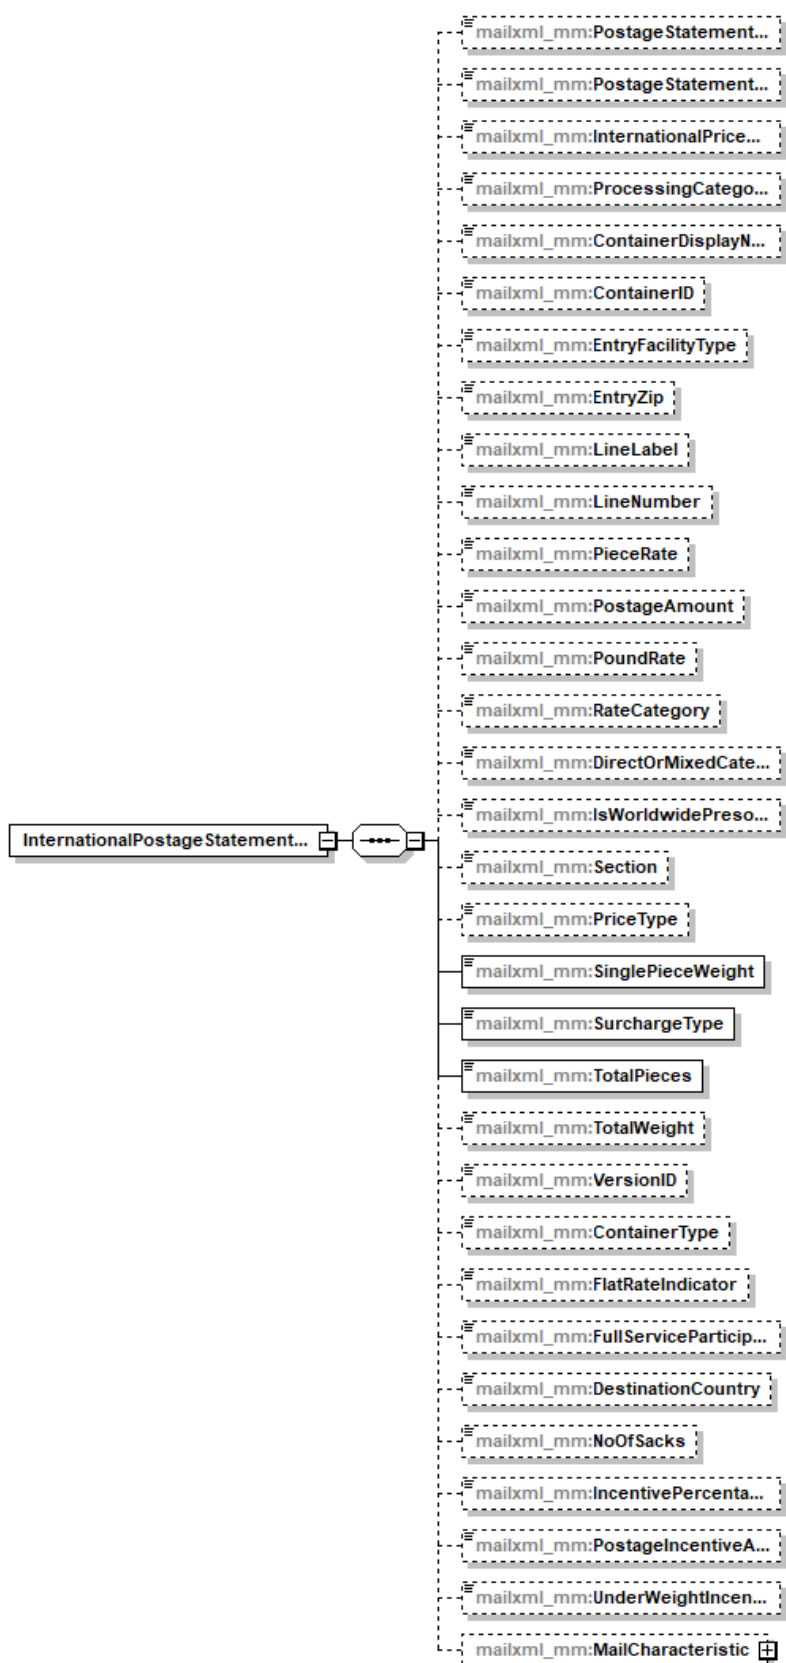 mailxml_mm:PostageStatement...
mailxml_mm:PostageStatement...
mailxml_mm:InternationalPrice...
mailxml_mm:ProcessingCatego...
mailxml_mm:ContainerDisplayN...
mailxml_mm:ContainerID
mailxml_mm:EntryFacilityType
mailxml_mm:EntryZip
mailxml_mm:LineLabel
mailxml_mm:LineNumber
mailxml_mm:PieceRate
mailxml_mm:PostageAmount
mailxml_mm:PoundRate
mailxml_mm:RateCategory
mailxml_mm:DirectOrMixedCate...
mailxml_mm:IsWorldwidePreso...
InternationalPostageStatement...
mailxml_mm:Section
mailxml_mm:PriceType
mailxml_mm:SinglePieceWeight
mailxml_mm:SurchargeType
mailxml_mm:TotalPieces
mailxml_mm:TotalWeight
mailxml_mm:VersionID
mailxml_mm:ContainerType
mailxml_mm:FlatRateIndicator
mailxml_mm:FullServiceParticip...
mailxml_mm:DestinationCountry
mailxml_mm:NoOfSacks
mailxml_mm:IncentivePercenta...
mailxml_mm:PostageIncentiveA...
mailxml_mm:UnderWeightIncen...
mailxml_mm:MailCharacteristic